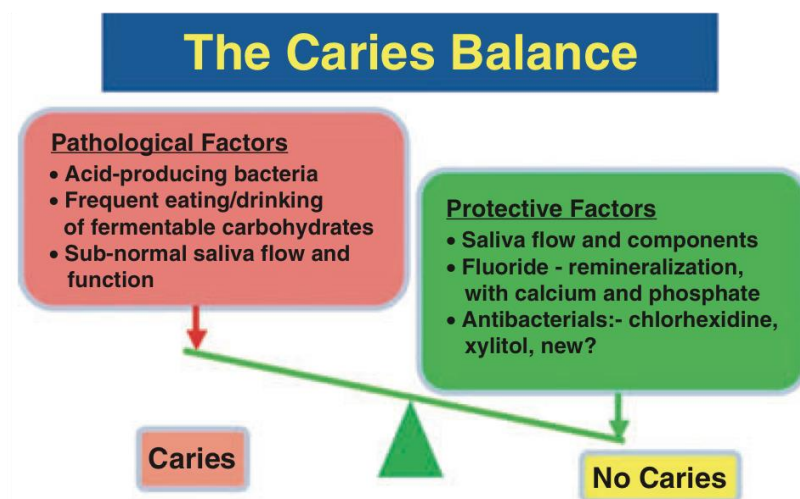 The Caries Balance
Pathological Factors
• Acid-producing bacteria
• Frequent eating/drinking
of fermentable carbohydrates
• Sub-normal saliva flow and
function
Protective Factors
• Saliva flow and components
• Fluoride - remineralization,
with calcium and phosphate
• Antibacterials:- chlorhexidine,
xylitol, new?
Caries
No Caries